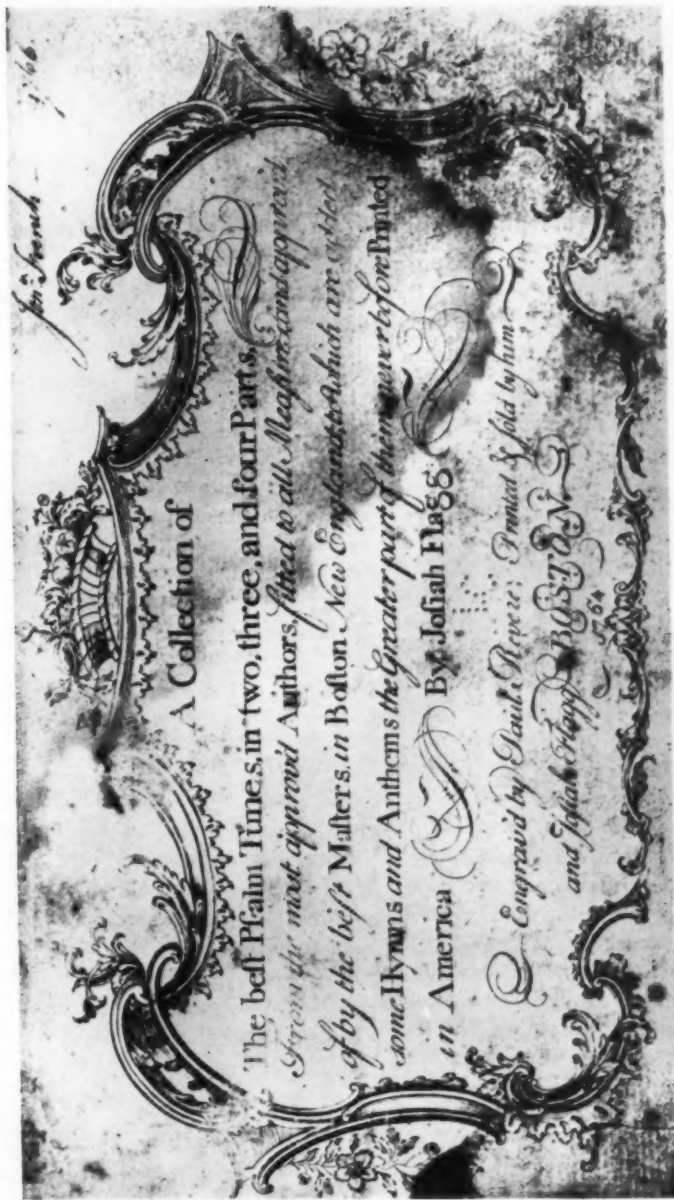 Jonᵃ French 1766
A Collection of
The beſt Pſalm Tunes, in two, three, and four Parts,
From the moſt approv'd Authors, fitted to all Meaſures, and approv'd
of by the beſt Maſters in Boſton New England, to which are added
some Hymns and Anthems the Greater part of them never before Printed
in America By Joſiah Flagg
Engrav'd by Paul Revere: Printed & ſold by him
and Joſiah Flagg BOSTON
1764